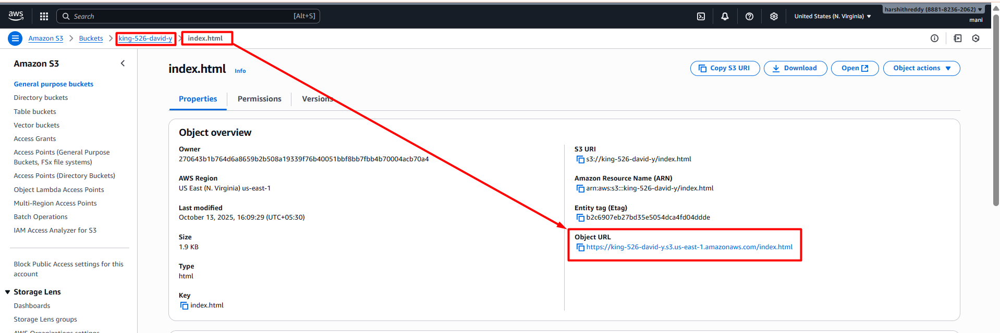 aws
Search [Alt+S]
United States (N. Virginia)
harshithreddy (8881-8236-2062)
mani
Amazon S3 > Buckets > king-526-david-y > index.html
Amazon S3
General purpose buckets
Directory buckets
Table buckets
Vector buckets
Access Grants
Access Points (General Purpose
Buckets, FSx file systems)
Access Points (Directory Buckets)
Object Lambda Access Points
Multi-Region Access Points
Batch Operations
IAM Access Analyzer for S3
Block Public Access settings for this
account
Storage Lens
Dashboards
Storage Lens groups
AWS Organizations settings
index.html Info
Copy S3 URI
Download
Open
Object actions
Properties
Permissions
Versions
Object overview
Owner
270643b1b764d6a8659b2b508a19339f76b40051bbf8bb7fbb4b70004acb70a4
AWS Region
US East (N. Virginia) us-east-1
Last modified
October 13, 2025, 16:09:29 (UTC+05:30)
Size
1.9 KB
Type
html
Key
index.html
S3 URI
s3://king-526-david-y/index.html
Amazon Resource Name (ARN)
arn:aws:s3:::king-526-david-y/index.html
Entity tag (Etag)
b2c6907eb27bd35e5054dca4fd04ddde
Object URL
https://king-526-david-y.s3.us-east-1.amazonaws.com/index.html